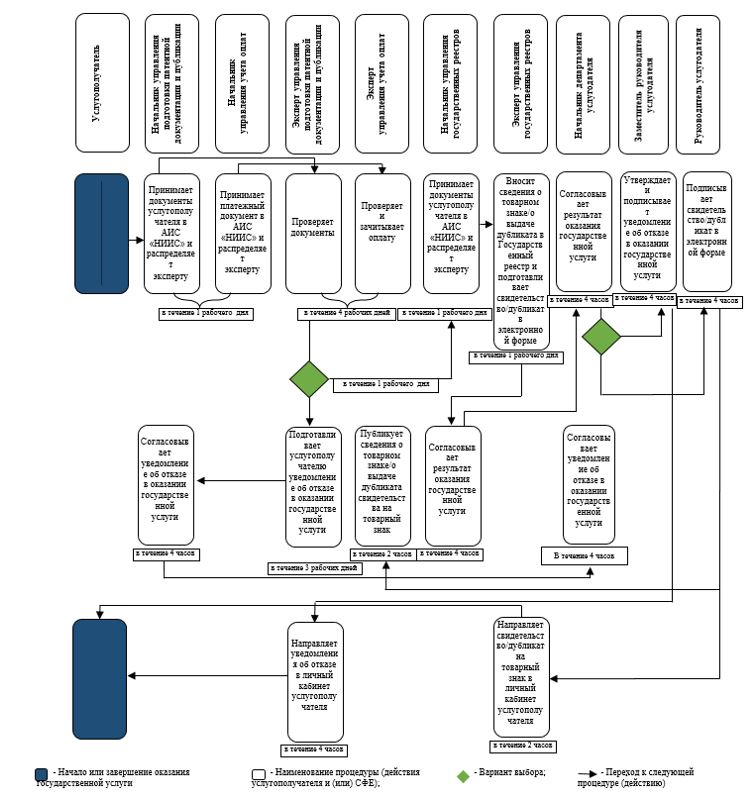 Услугополучатель
Начальник управления
подготовки патентной
документации и публикации
Начальник
управления учета оплат
Эксперт управления
подготовки патентной
документации и публикации
Эксперт
управления учета оплат
Начальник управления
государственных реестров
Эксперт управления
государственных реестров
Начальник департамента
услугодателя
Заместитель руководителя
услугодателя
Руководитель услугодателя
Принимает
документы
услугополу
чателя в
АИС
«НИИС» и
распределяе
т
эксперту
Принимает
платежный
документ в
АИС
«НИИС» и
распределяе
т
эксперту
Проверяет
документы
Проверяет
и
зачитывает
оплату
Принимает
документы
услугополу
чателя в
АИС
«НИИС» и
распределяе
т
эксперту
Вносит
сведения о
товарном
знаке/о
выдаче
дубликата в
Государств
енный
реестр и
подготавли
вает
свидетельст
во/дубликат
в
электронно
й форме
Согласовыв
ает
результат
оказания
государстве
нной
услуги
Утверждает
и
подписывае
т
уведомлени
е об отказе
в оказании
государстве
нной
услуги
Подписыв
ает
свидетель
ство/дубл
икат в
электронн
ой форме
в течение 1 рабочего дня
в течение 4 рабочих дней
в течение 1 рабочего дня
в течение 1 рабочего дня
в течение 4 часов
в течение 4 часов
в течение 4 часов
в течение 1 рабочего дня
Согласовыв
ает
уведомлени
е об отказе
в оказании
государстве
нной
услуги
Подготавли
вает
услугополу
чателю
уведомлени
е об отказе
в оказании
государстве
нной
услуги
Публикует
сведения о
товарном
знаке/о
выдаче
дубликата
свидетельст
ва на
товарный
знак
Согласовыв
ает
результат
оказания
государстве
нной
услуги
Согласовы
вает
уведомлен
ие об
отказе в
оказании
государств
енной
услуги
в течение 4 часов
в течение 3 рабочих дней
в течение 2 часов
в течение 4 часов
В течение 4 часов
Направляет
уведомлени
я об отказе
в личный
кабинет
услугополу
чателя
Направляет
свидетельст
во/дубликат
на
товарный
знак в
личный
кабинет
услугополу
чателя
в течение 4 часов
в течение 2 часов
- Начало или завершение оказания
государственной услуги
- Наименование процедуры (действия
услугополучателя и (или) СФЕ);
- Вариант выбора;
- Переход к следующей
процедуре (действию)